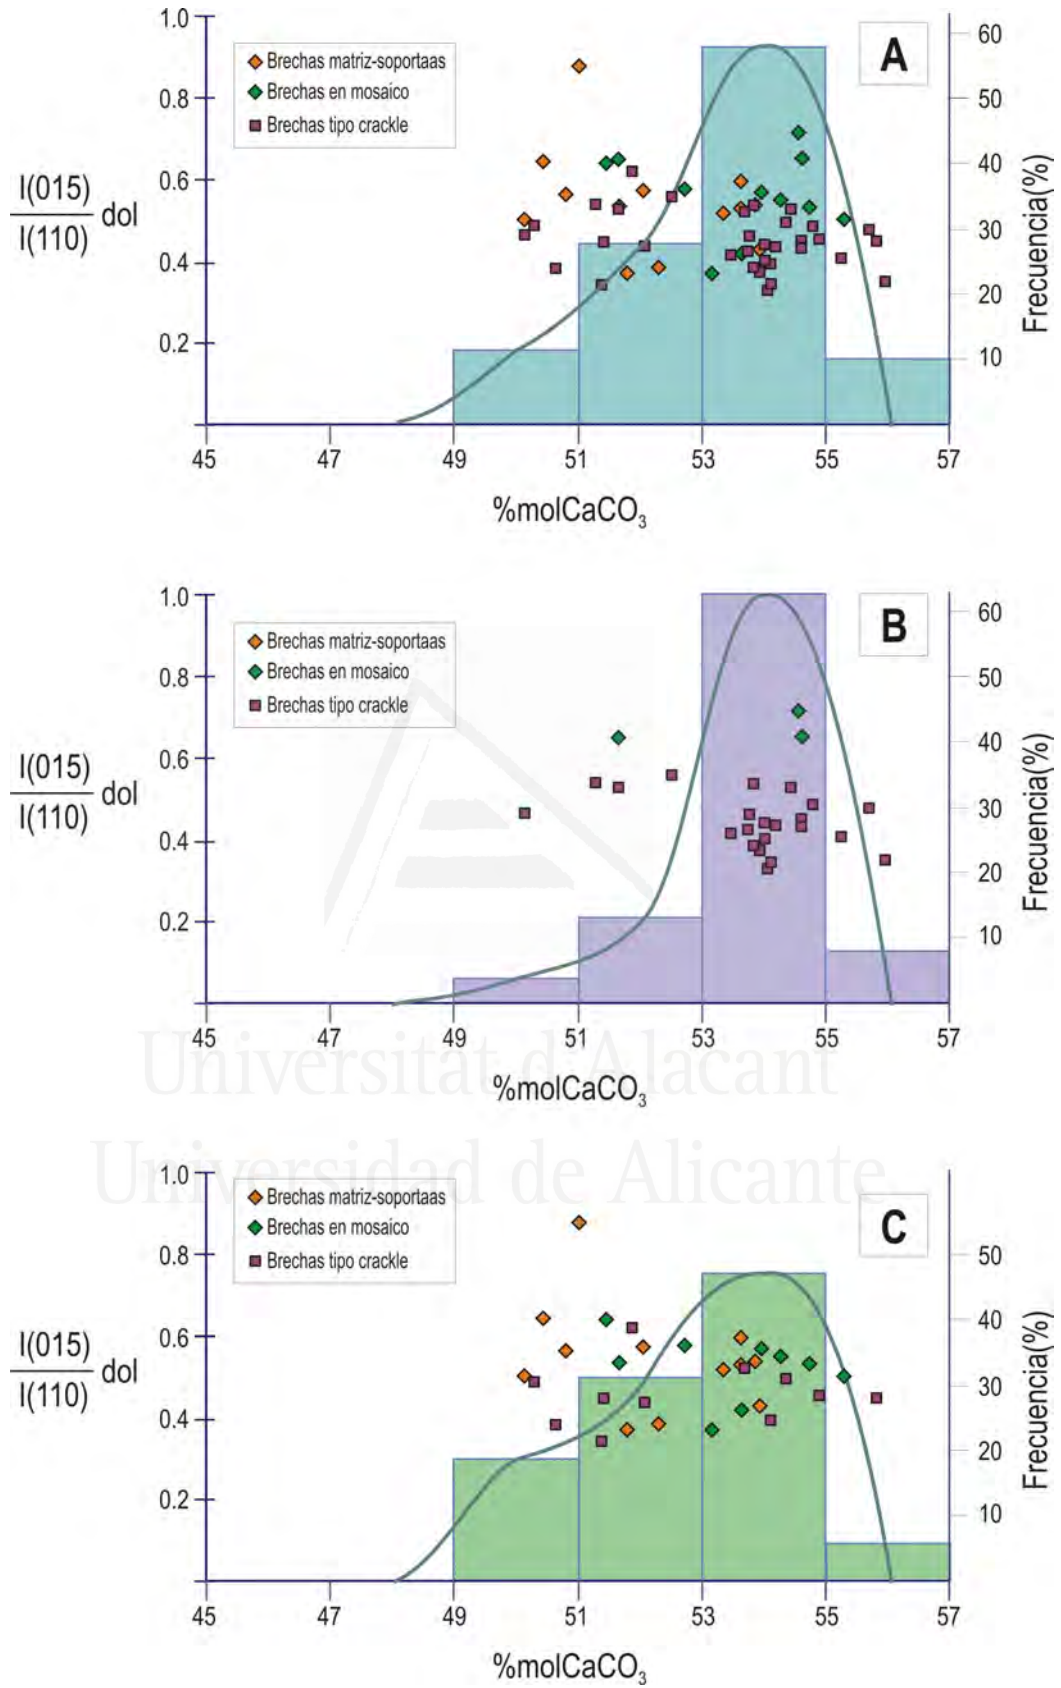 A
Brechas matriz-soportaas
Brechas en mosaico
Brechas tipo crackle
I(015)
I(110)
dol
1.0
0.8
0.6
0.4
0.2
60
50
40
30
20
10
Frecuencia(%)
45 47 49 51 53 55 57
%molCaCO3
B
Brechas matriz-soportaas
Brechas en mosaico
Brechas tipo crackle
I(015)
I(110)
dol
1.0
0.8
0.6
0.4
0.2
60
50
40
30
20
10
Frecuencia(%)
45 47 49 51 53 55 57
%molCaCO3
Universitat d'Alacant
Universidad de Alicante
C
Brechas matriz-soportaas
Brechas en mosaico
Brechas tipo crackle
I(015)
I(110)
dol
1.0
0.8
0.6
0.4
0.2
50
40
30
20
10
Frecuencia(%)
45 47 49 51 53 55 57
%molCaCO3